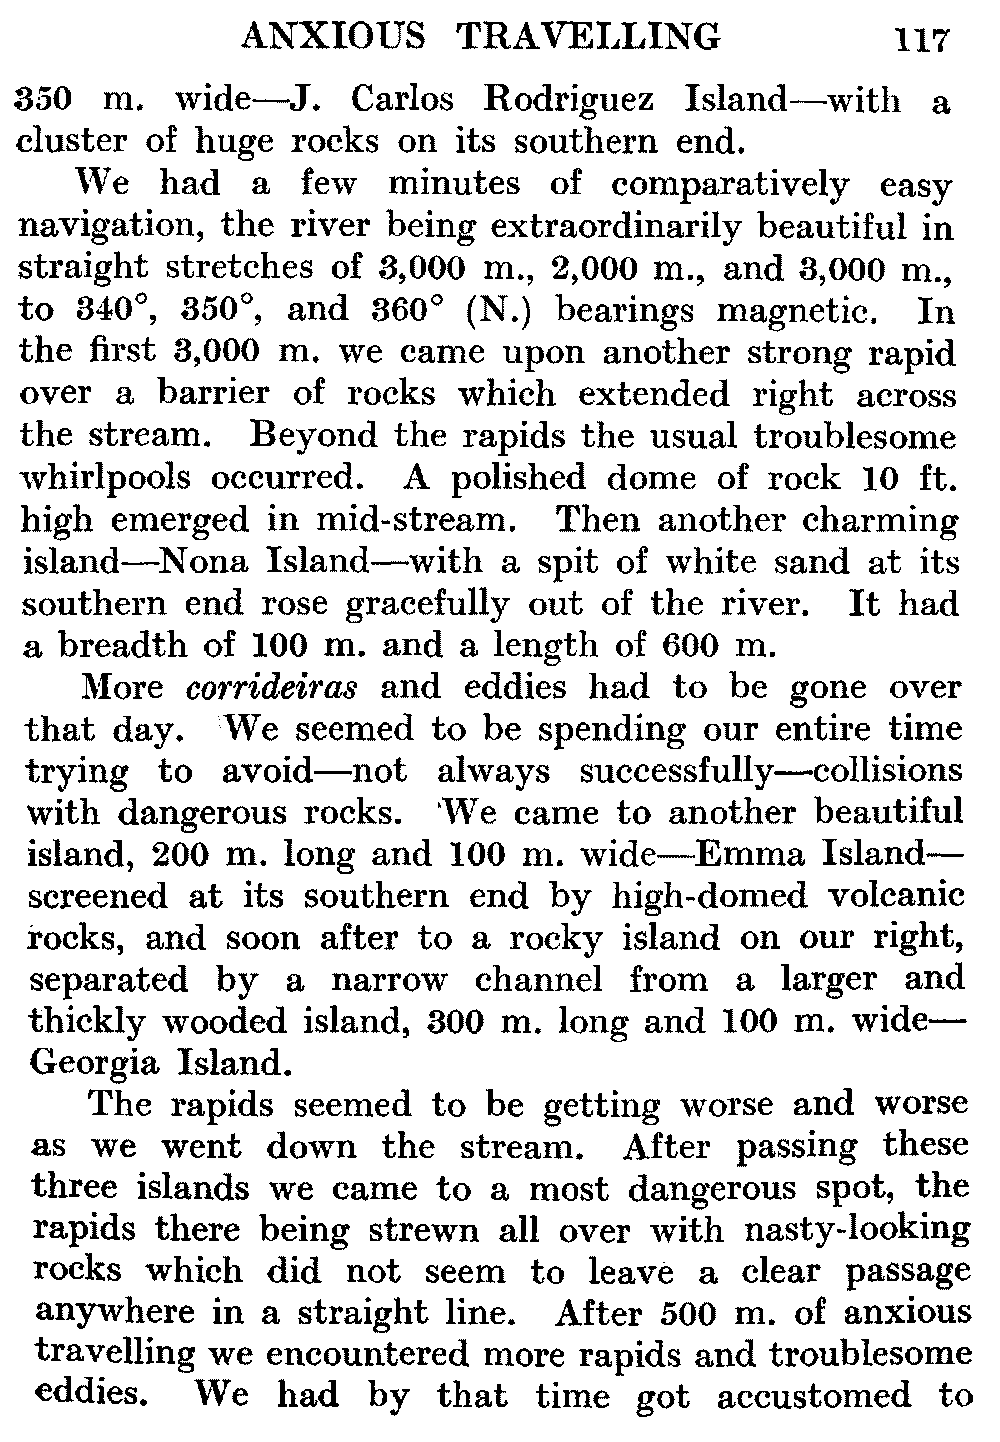 ANXIOUS TRAVELLING 117
350 m. wide—J. Carlos Rodriguez Island—with a
cluster of huge rocks on its southern end.
We had a few minutes of comparatively easy
navigation, the river being extraordinarily beautiful in
straight stretches of 3,000 m., 2,000 m., and 3,000 m.,
to 340°, 350°, and 360° (N.) bearings magnetic. In
the first 3,000 m. we came upon another strong rapid
over a barrier of rocks which extended right across
the stream. Beyond the rapids the usual troublesome
whirlpools occurred. A polished dome of rock 10 ft.
high emerged in mid-stream. Then another charming
island—Nona Island—with a spit of white sand at its
southern end rose gracefully out of the river. It had
a breadth of 100 m. and a length of 600 m.
More corrideiras and eddies had to be gone over
that day. We seemed to be spending our entire time
trying to avoid—not always successfully—collisions
with dangerous rocks. We came to another beautiful
island, 200 m. long and 100 m. wide—Emma Island—
screened at its southern end by high-domed volcanic
rocks, and soon after to a rocky island on our right,
separated by a narrow channel from a larger and
thickly wooded island, 300 m. long and 100 m. wide—
Georgia Island.
The rapids seemed to be getting worse and worse
as we went down the stream. After passing these
three islands we came to a most dangerous spot, the
rapids there being strewn all over with nasty-looking
rocks which did not seem to leave a clear passage
anywhere in a straight line. After 500 m. of anxious
travelling we encountered more rapids and troublesome
eddies. We had by that time got accustomed to